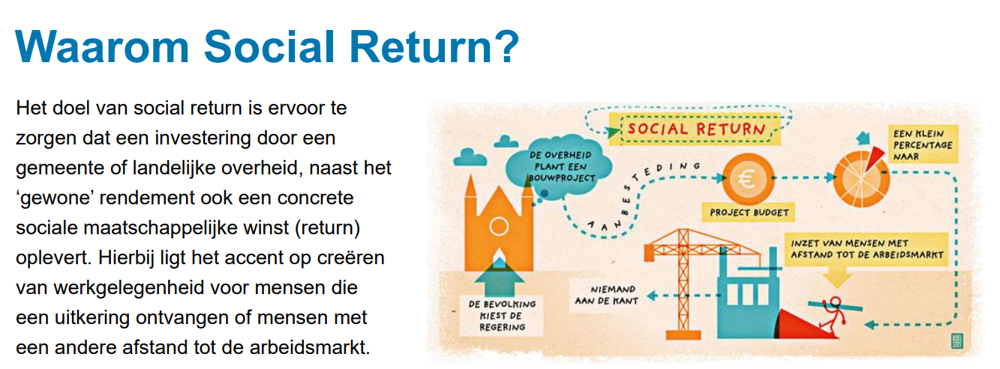 Waarom Social Return?
Het doel van social return is ervoor te
zorgen dat een investering door een
gemeente of landelijke overheid, naast het
‘gewone’ rendement ook een concrete
sociale maatschappelijke winst (return)
oplevert. Hierbij ligt het accent op creëren
van werkgelegenheid voor mensen die
een uitkering ontvangen of mensen met
een andere afstand tot de arbeidsmarkt.
SOCIAL RETURN
DE OVERHEID
PLANT EEN
BOUWPROJECT
AANBESTEDING
€
PROJECT BUDGET
EEN KLEIN
PERCENTAGE
NAAR
INZET VAN MENSEN MET
AFSTAND TOT DE ARBEIDSMARKT
NIEMAND
AAN DE KANT
DE BEVOLKING
KIEST DE
REGERING